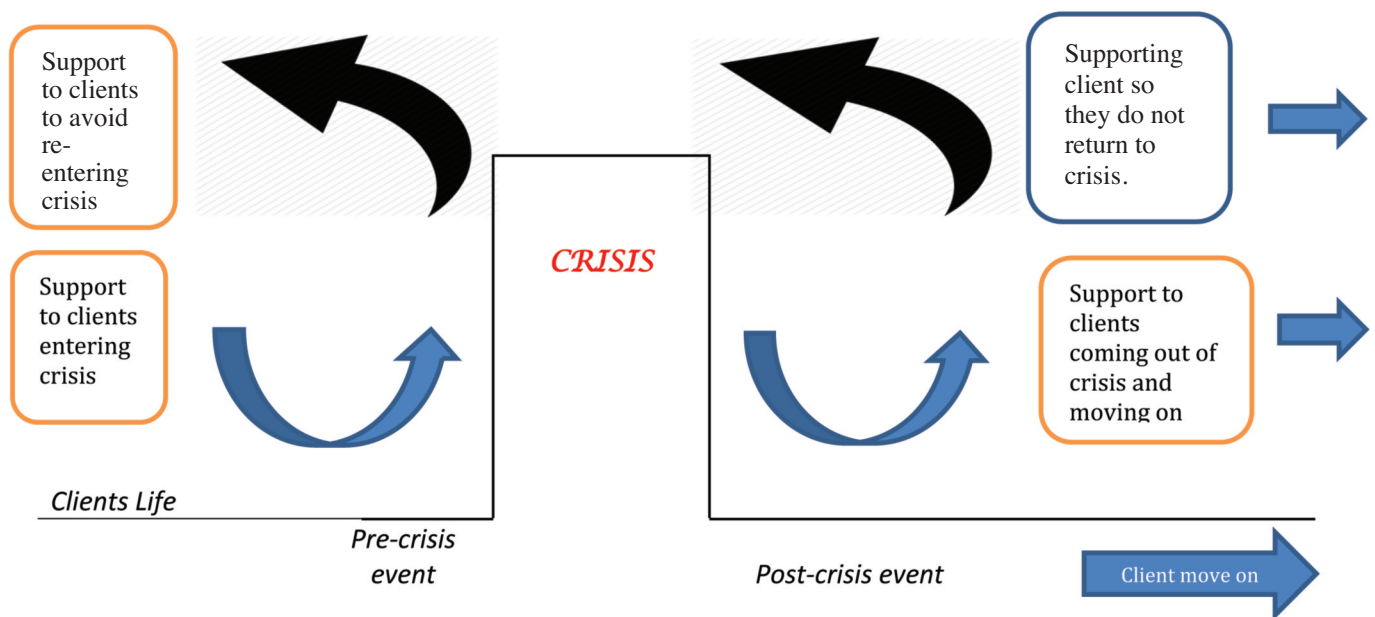 Support
to clients
to avoid
re-
entering
crisis
Supporting
client so
they do not
return to
crisis.
Support
to clients
entering
crisis
CRISIS
Support to
clients
coming out of
crisis and
moving on
Clients Life
Pre-crisis
event
Post-crisis event
Client move on